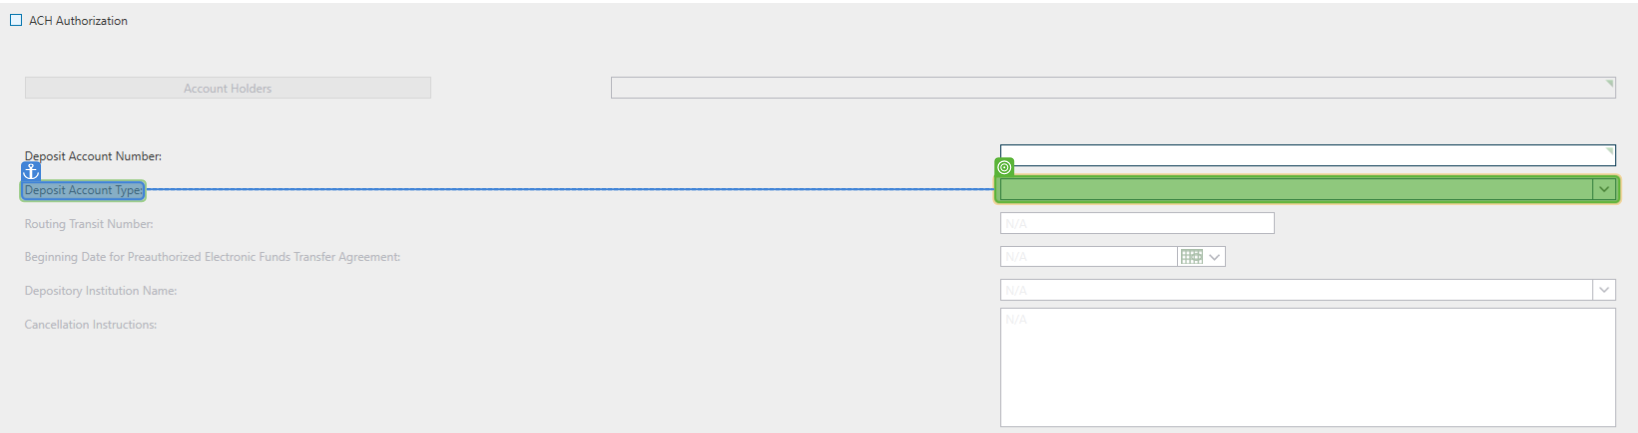 ACH Authorization
Account Holders
Deposit Account Number:
Deposit Account Type:
Routing Transit Number:
N/A
Beginning Date for Preauthorized Electronic Funds Transfer Agreement:
N/A
Depository Institution Name:
N/A
Cancellation Instructions:
N/A